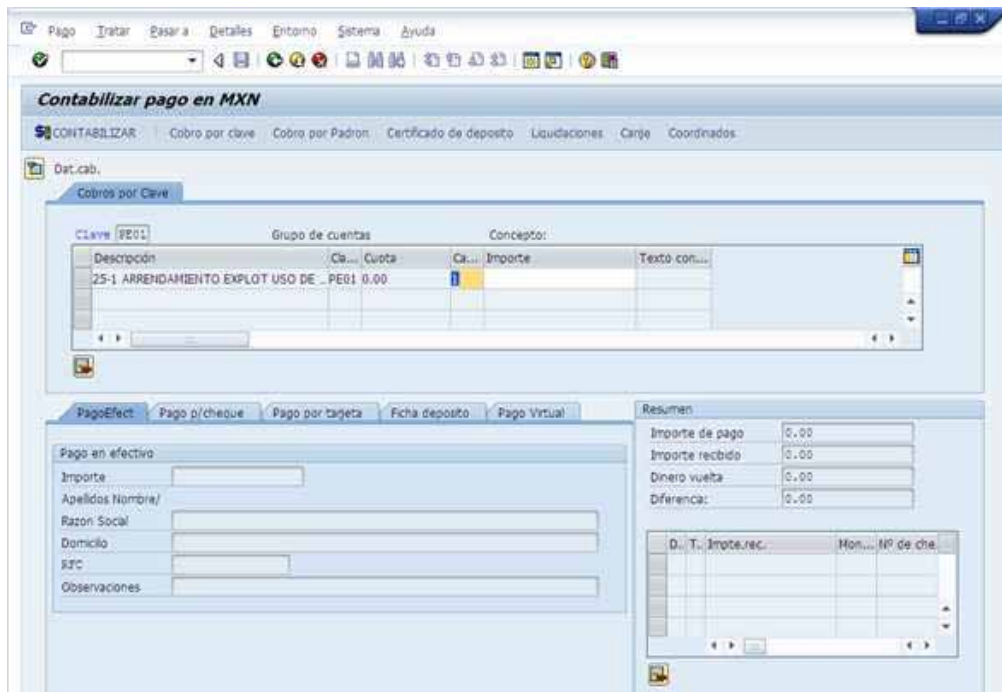 Pago Tratar Pasar a Detalles Entorno Sistema Ayuda
Contabilizar pago en MXN
CONTABILIZAR Cobro por clave Cobro por Padron Certificado de deposito Liquidaciones Canje Coordinados
Dat.cab.
Cobros por Clave
Clave PE01 Grupo de cuentas Concepto:
Descripción Cla... Cuota Ca... Importe Texto con...
25-1 ARRENDAMIENTO EXPLOT USO DE ... PE01 0.00 1
PagoEfect Pago p/cheque Pago por tarjeta Ficha deposito Pago Virtual
Resumen
Importe de pago 0.00
Importe recibido 0.00
Dinero vuelta 0.00
Diferencia: 0.00
Pago en efectivo
Importe
Apellidos Nombre/
Razon Social
Domicilio
RFC
Observaciones
D.. T.. Impte.rec. Mon... Nº de che